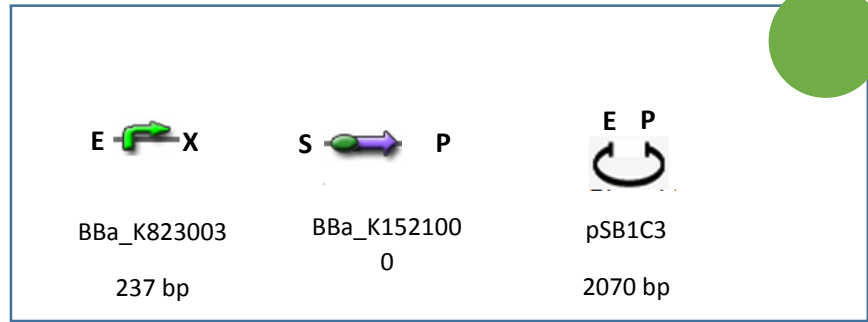 E X S P E P
BBa_K823003 BBa_K152100 pSB1C3
0
237 bp 2070 bp